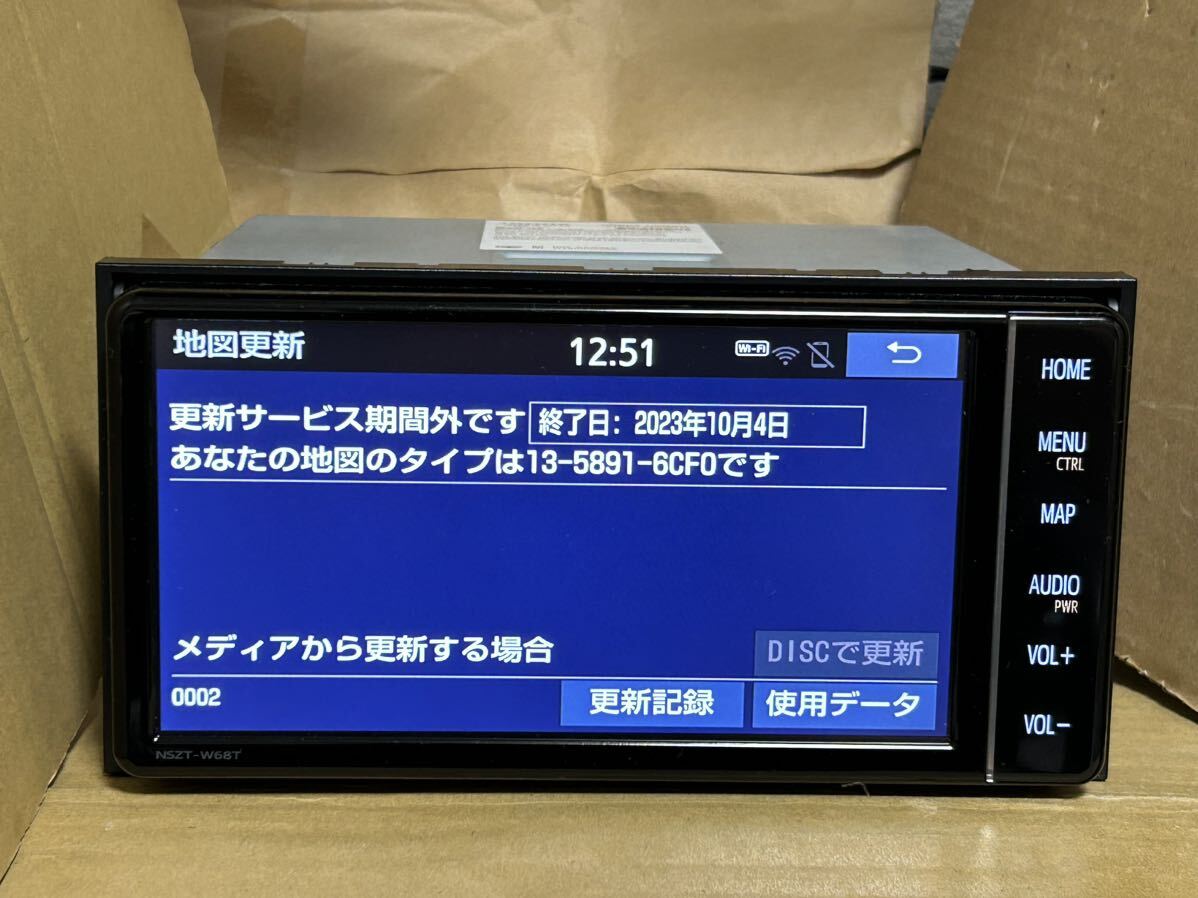 地図更新
12:51
Wi-Fi
更新サービス期間外です
終了日: 2023年10月4日
あなたの地図のタイプは13-5891-6CF0です
メディアから更新する場合
DISCで更新
0002
更新記録
使用データ
NSZT-W68T
HOME
MENU
CTRL
MAP
AUDIO
PWR
VOL+
VOL−